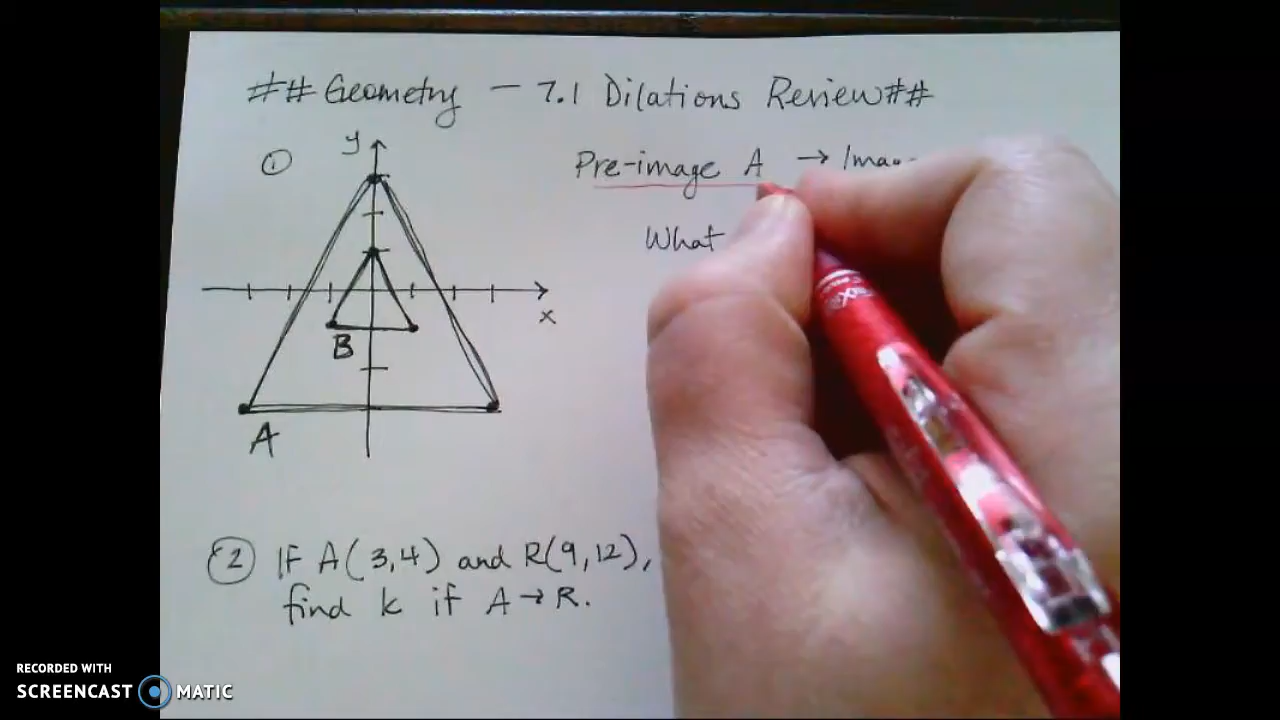 ## Geometry - 7.1 Dilations Review ##
① y
Pre-image A →
What
x
B
A
② If A(3,4) and R(9,12),
find k if A→R.
RECORDED WITH
SCREENCAST MATIC